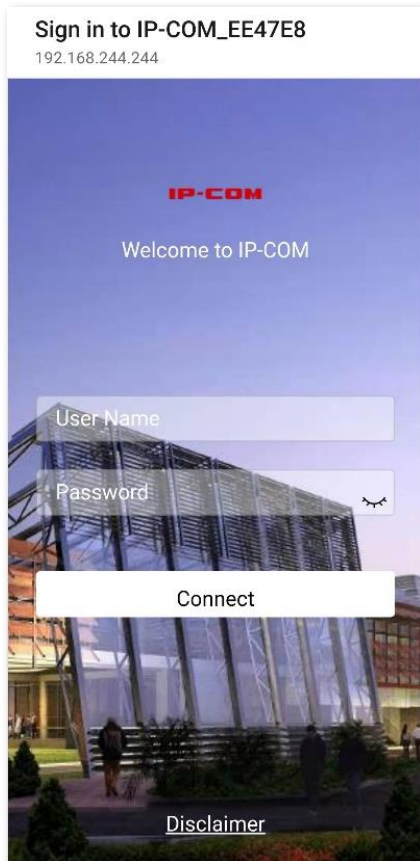 Sign in to IP-COM_EE47E8
192.168.244.244
IP-COM
Welcome to IP-COM
User Name
Password
Connect
Disclaimer